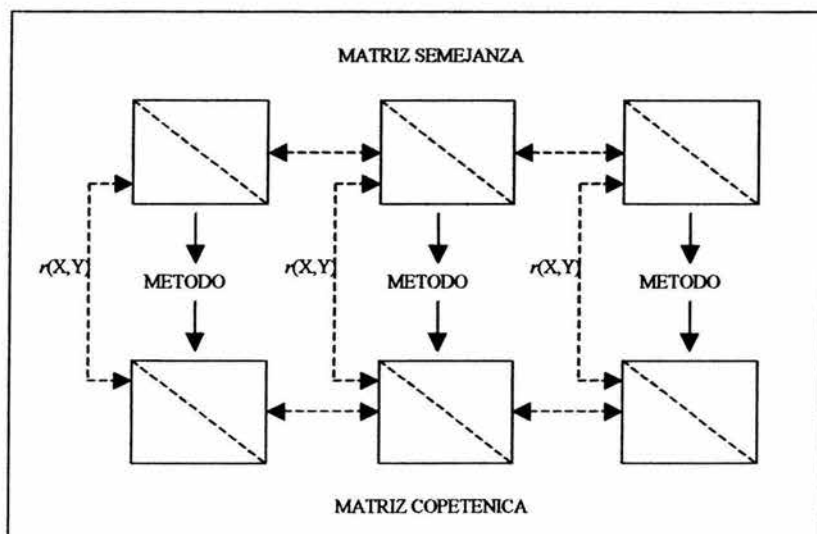 MATRIZ SEMEJANZA
r(X,Y)
METODO
r(X,Y)
METODO
r(X,Y)
METODO
MATRIZ COPETENICA